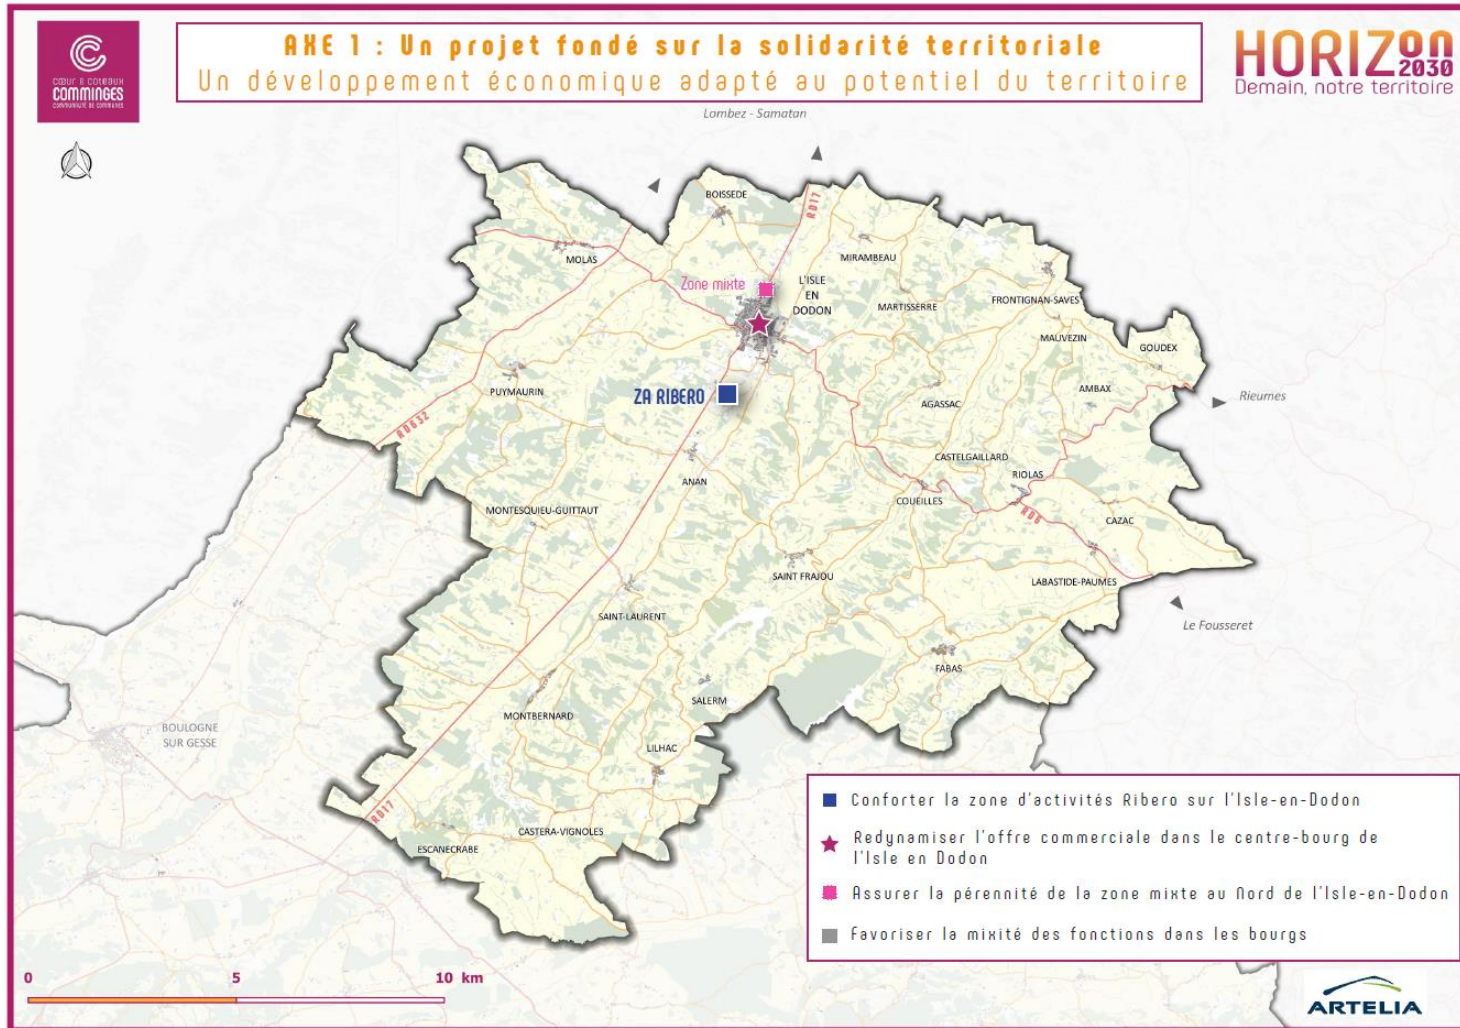 CŒUR & COTEAUX
COMMINGES
COMMUNAUTÉ DE COMMUNES
AXE 1 : Un projet fondé sur la solidarité territoriale
Un développement économique adapté au potentiel du territoire
HORIZON
2030
Demain, notre territoire
Lombez - Samatan
BOISSEDE
RD17
MOLAS
MIRAMBEAU
Zone mixte
L'ISLE
EN
DODON
MARTISSERRE
FRONTIGNAN-SAVES
MAUVEZIN
GOUDEX
PUYMAURIN
ZA RIBERO
AMBAX
Rieumes
AGASSAC
RD632
CASTELGAILLARD
RIOLAS
ANAN
COUEILLES
MONTESQUIEU-GUITTAUT
RD6
CAZAC
SAINT FRAJOU
LABASTIDE-PAUMES
SAINT-LAURENT
Le Fousseret
FABAS
SALERM
MONTBERNARD
BOULOGNE
SUR GESSE
LILHAC
RD17
CASTERA-VIGNOLES
ESCANECRABE
Conforter la zone d'activités Ribero sur l'Isle-en-Dodon
Redynamiser l'offre commerciale dans le centre-bourg de
l'Isle en Dodon
Assurer la pérennité de la zone mixte au Nord de l'Isle-en-Dodon
Favoriser la mixité des fonctions dans les bourgs
0 5 10 km
ARTELIA